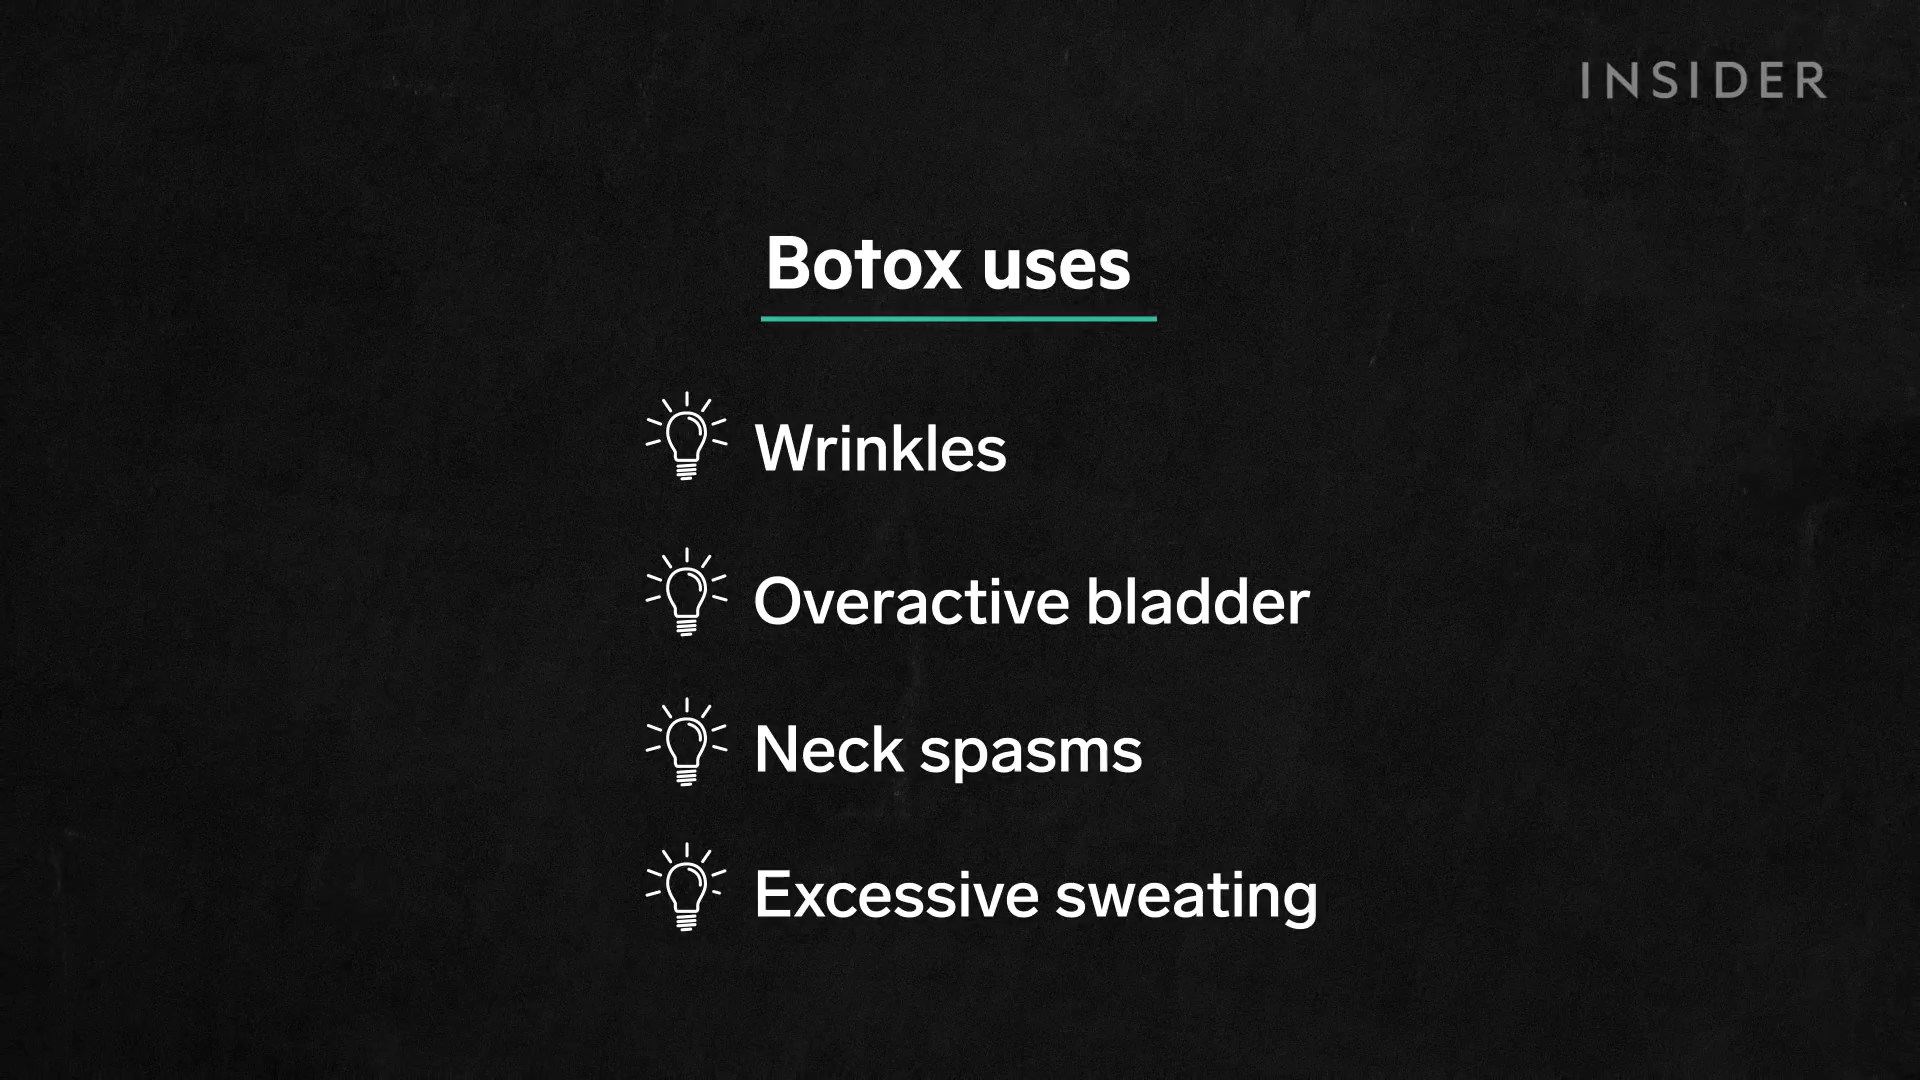 INSIDER
Botox uses
Wrinkles
Overactive bladder
Neck spasms
Excessive sweating